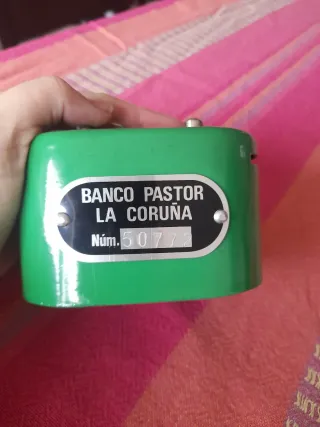 BANCO PASTOR
LA CORUÑA
Núm.